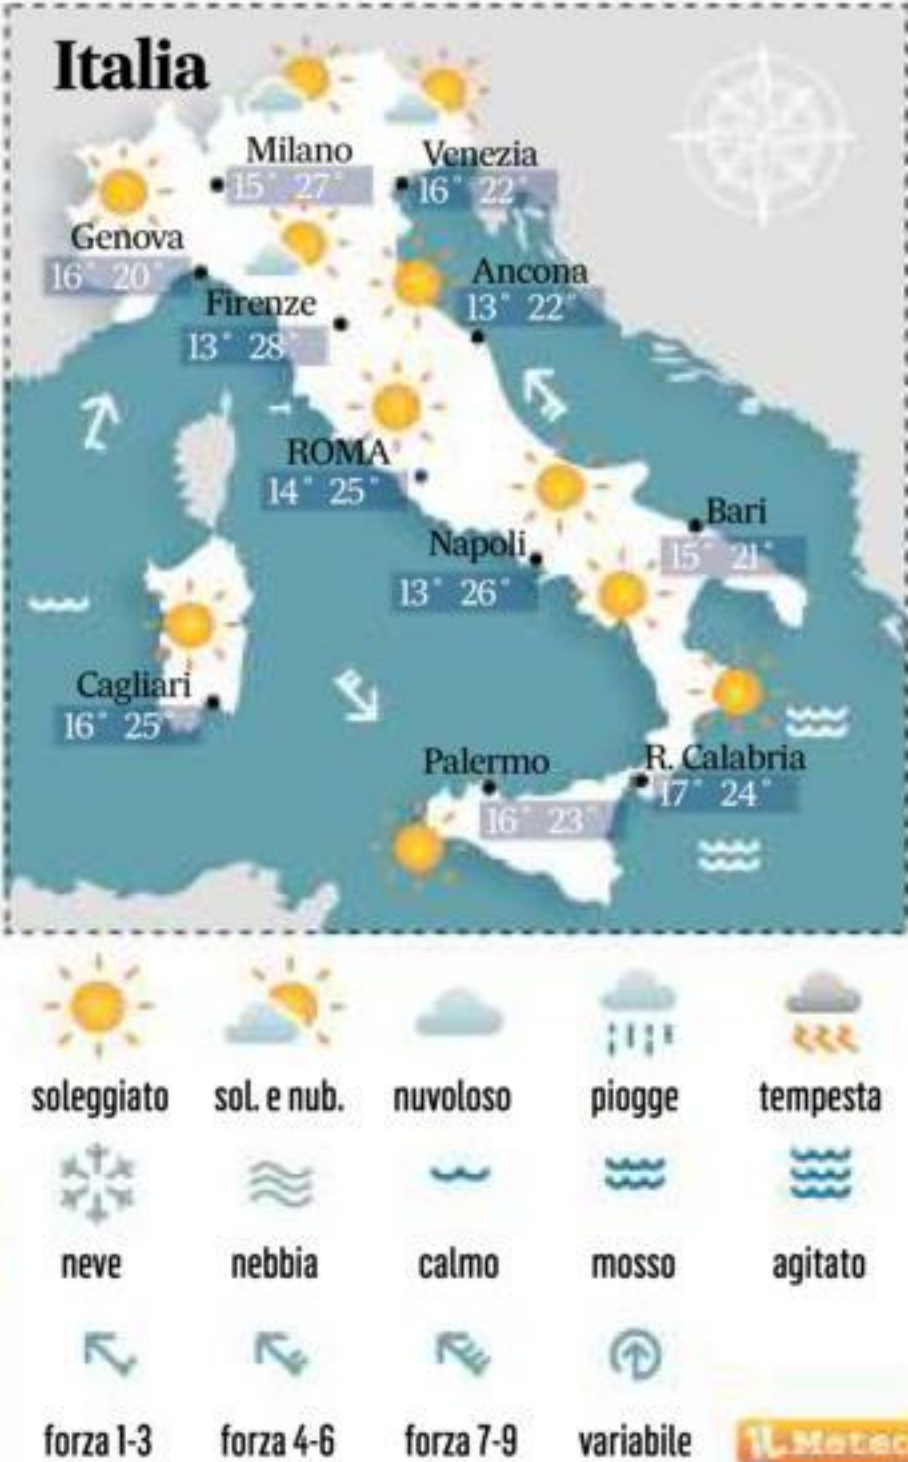 Italia
Milano
15° 27°
Venezia
16° 22°
Genova
16° 20°
Ancona
13° 22°
Firenze
13° 28°
ROMA
14° 25°
Bari
15° 21°
Napoli
13° 26°
Cagliari
16° 25°
Palermo
16° 23°
R. Calabria
17° 24°
soleggiato sol. e nub. nuvoloso piogge tempesta
neve nebbia calmo mosso agitato
forza 1-3 forza 4-6 forza 7-9 variabile